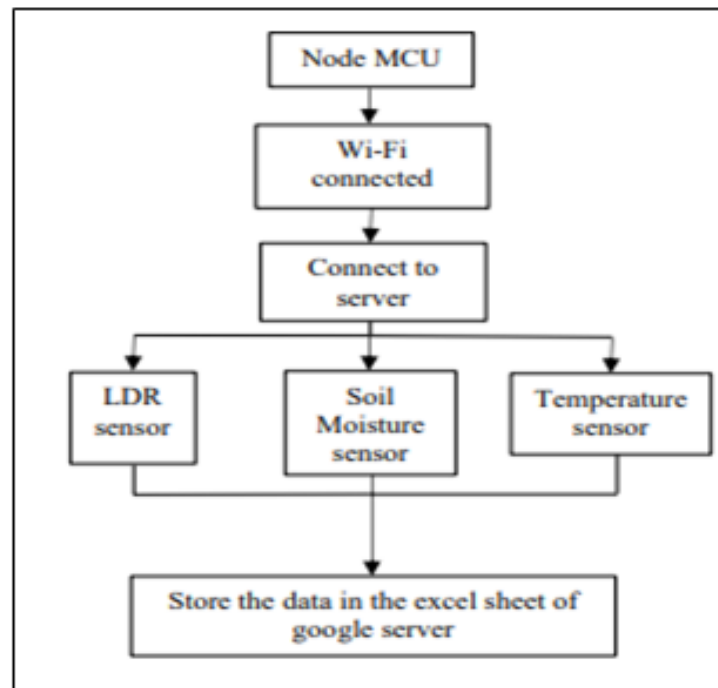 Node MCU
Wi-Fi
connected
Connect to
server
LDR
sensor
Soil
Moisture
sensor
Temperature
sensor
Store the data in the excel sheet of
google server